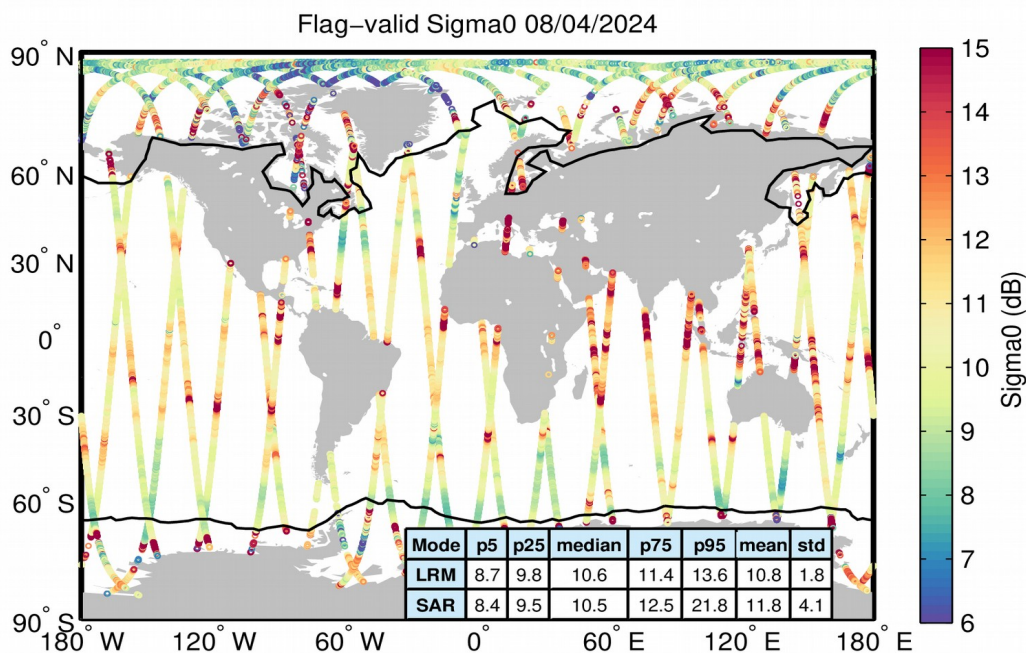 Flag−valid Sigma0 08/04/2024
90° N
60° N
30° N
0°
30° S
60° S
90° S
180° W
120° W
60° W
0°
60° E
120° E
180° E
15
14
13
12
11
10
9
8
7
6
Sigma0 (dB)
Mode p5 p25 median p75 p95 mean std
LRM 8.7 9.8 10.6 11.4 13.6 10.8 1.8
SAR 8.4 9.5 10.5 12.5 21.8 11.8 4.1